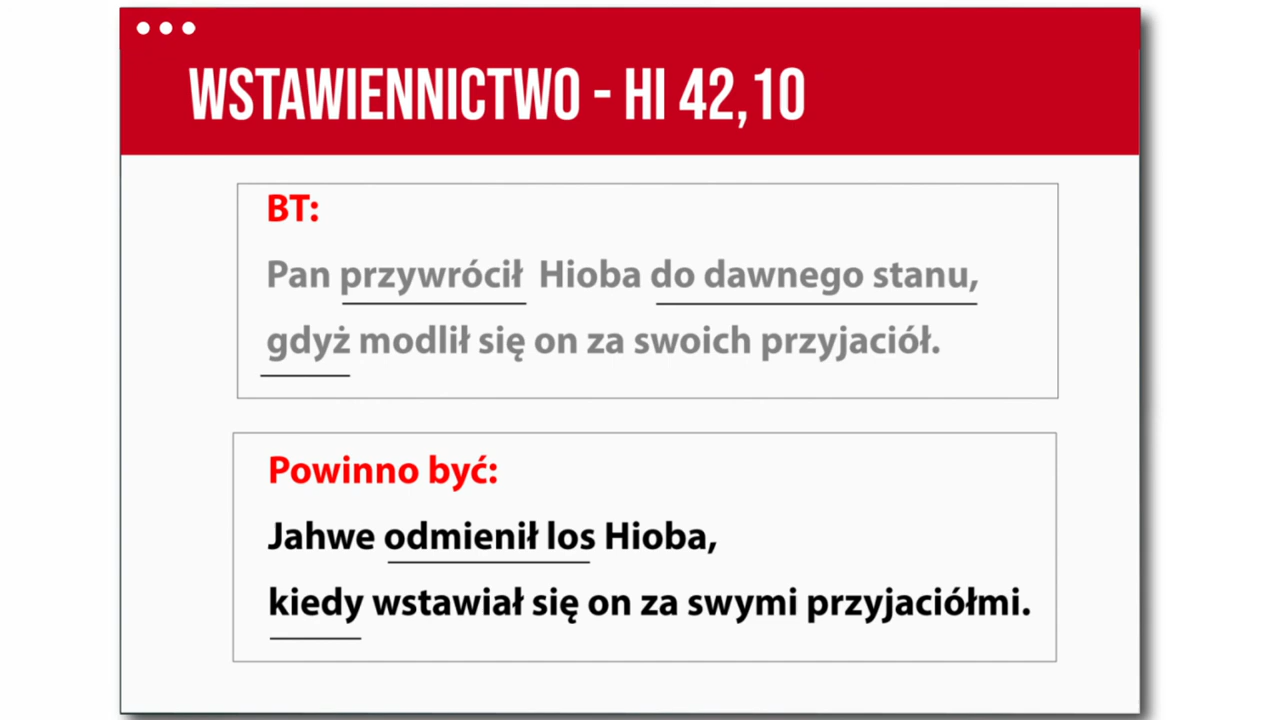 WSTAWIENNICTWO - HI 42,10
BT:
Pan przywrócił Hioba do dawnego stanu,
gdyż modlił się on za swoich przyjaciół.
Powinno być:
Jahwe odmienił los Hioba,
kiedy wstawiał się on za swymi przyjaciółmi.